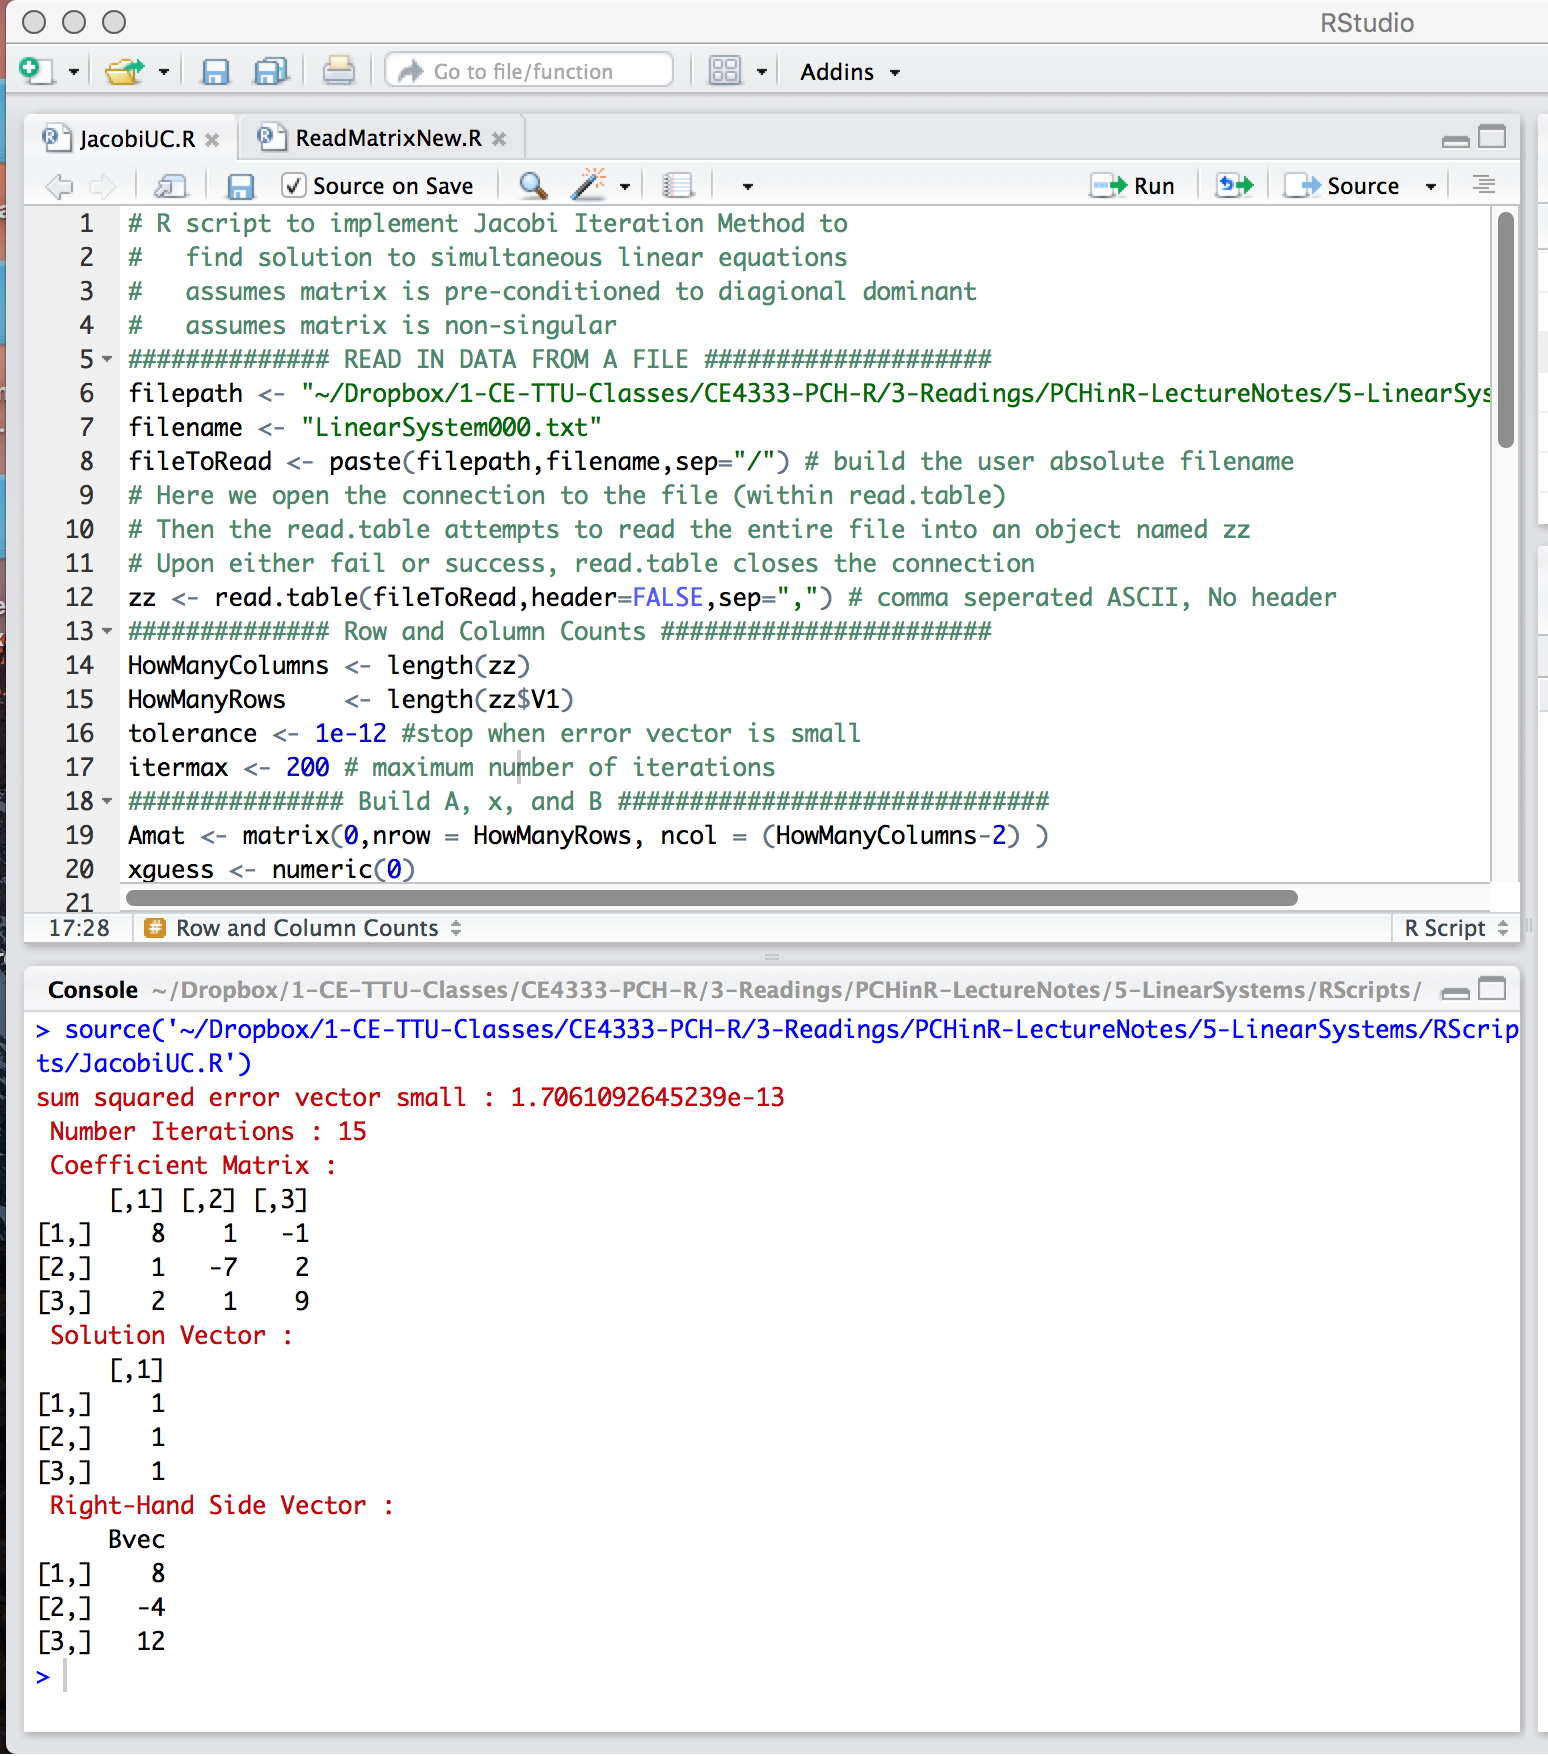 RStudio
Go to file/function
Addins
JacobiUC.R
ReadMatrixNew.R
Source on Save
Run
Source
1 # R script to implement Jacobi Iteration Method to
2 #   find solution to simultaneous linear equations
3 #   assumes matrix is pre-conditioned to diagional dominant
4 #   assumes matrix is non-singular
5 ############## READ IN DATA FROM A FILE ####################
6 filepath <- "~/Dropbox/1-CE-TTU-Classes/CE4333-PCH-R/3-Readings/PCHinR-LectureNotes/5-LinearSys
7 filename <- "LinearSystem000.txt"
8 fileToRead <- paste(filepath,filename,sep="/") # build the user absolute filename
9 # Here we open the connection to the file (within read.table)
10 # Then the read.table attempts to read the entire file into an object named zz
11 # Upon either fail or success, read.table closes the connection
12 zz <- read.table(fileToRead,header=FALSE,sep=",") # comma seperated ASCII, No header
13 ############## Row and Column Counts #######################
14 HowManyColumns <- length(zz)
15 HowManyRows    <- length(zz$V1)
16 tolerance <- 1e-12 #stop when error vector is small
17 itermax <- 200 # maximum number of iterations
18 ############### Build A, x, and B ##############################
19 Amat <- matrix(0,nrow = HowManyRows, ncol = (HowManyColumns-2) )
20 xguess <- numeric(0)
21
17:28
# Row and Column Counts
R Script
Console ~/Dropbox/1-CE-TTU-Classes/CE4333-PCH-R/3-Readings/PCHinR-LectureNotes/5-LinearSystems/RScripts/
> source('~/Dropbox/1-CE-TTU-Classes/CE4333-PCH-R/3-Readings/PCHinR-LectureNotes/5-LinearSystems/RScrip
ts/JacobiUC.R')
sum squared error vector small : 1.7061092645239e-13
 Number Iterations : 15
 Coefficient Matrix :
     [,1] [,2] [,3]
[1,]    8    1   -1
[2,]    1   -7    2
[3,]    2    1    9
 Solution Vector :
     [,1]
[1,]    1
[2,]    1
[3,]    1
 Right-Hand Side Vector :
     Bvec
[1,]    8
[2,]   -4
[3,]   12
>